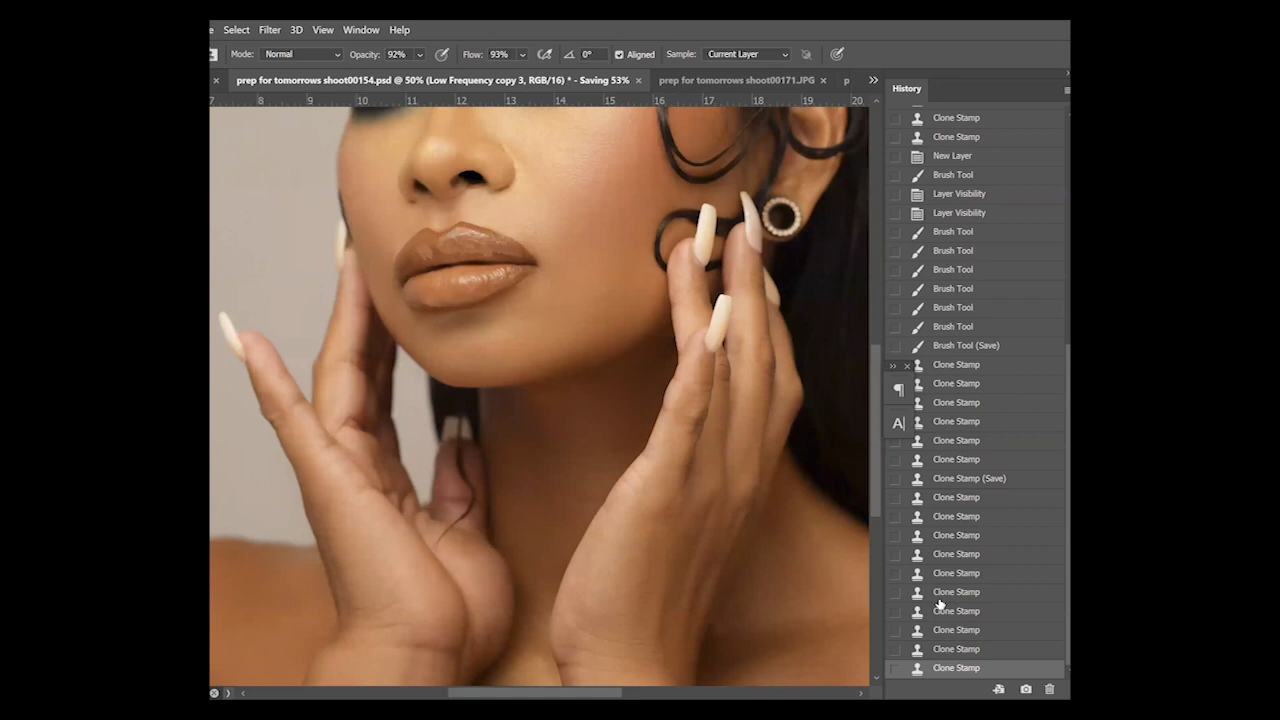 e Select Filter 3D View Window Help
Mode: Normal Opacity: 92% Flow: 93% 0° Aligned Sample: Current Layer
× prep for tomorrows shoot00154.psd @ 50% (Low Frequency copy 3, RGB/16) * - Saving 53% × prep for tomorrows shoot00171.JPG × p »
History
7 8 9 10 11 12 13 14 15 16 17 18 19 20
Clone Stamp
Clone Stamp
New Layer
Brush Tool
Layer Visibility
Layer Visibility
Brush Tool
Brush Tool
Brush Tool
Brush Tool
Brush Tool
Brush Tool
Brush Tool (Save)
Clone Stamp
Clone Stamp
Clone Stamp
Clone Stamp
Clone Stamp
Clone Stamp
Clone Stamp (Save)
Clone Stamp
Clone Stamp
Clone Stamp
Clone Stamp
Clone Stamp
Clone Stamp
Clone Stamp
Clone Stamp
Clone Stamp
Clone Stamp